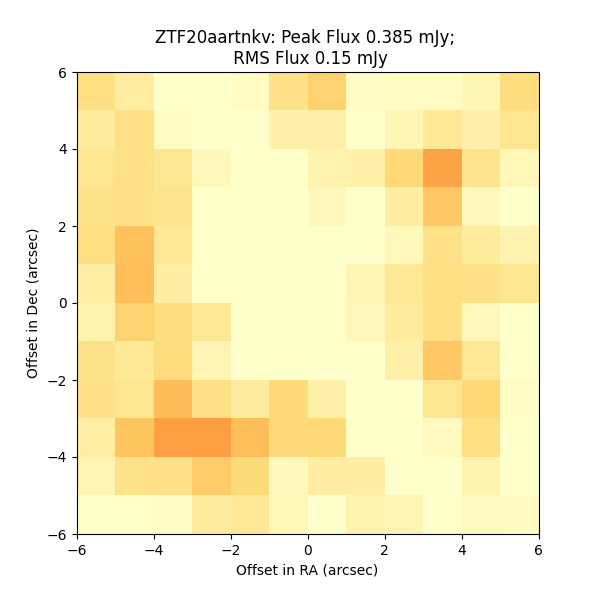 ZTF20aartnkv: Peak Flux 0.385 mJy;
RMS Flux 0.15 mJy
6
4
2
0
−2
−4
−6
Offset in Dec (arcsec)
−6 −4 −2 0 2 4 6
Offset in RA (arcsec)